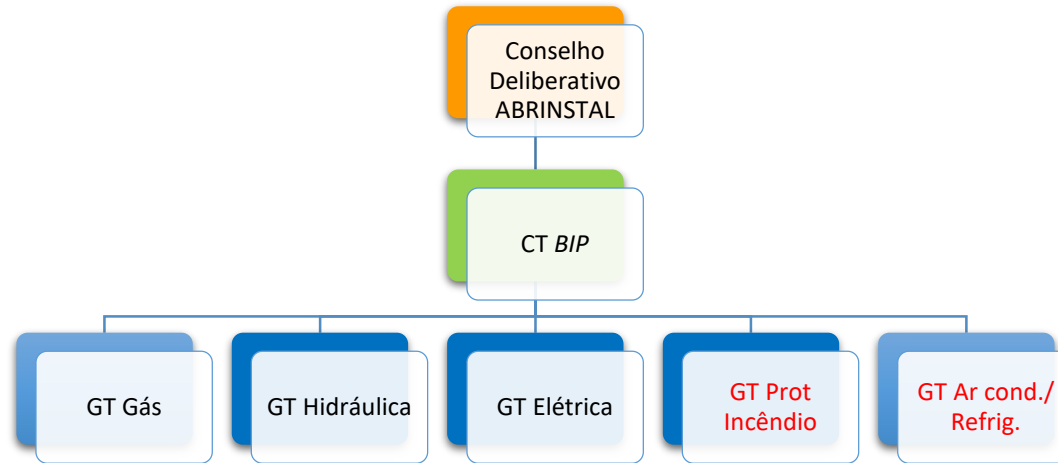 Conselho
Deliberativo
ABRINSTAL
CT BIP
GT Gás
GT Hidráulica
GT Elétrica
GT Prot
Incêndio
GT Ar cond./
Refrig.